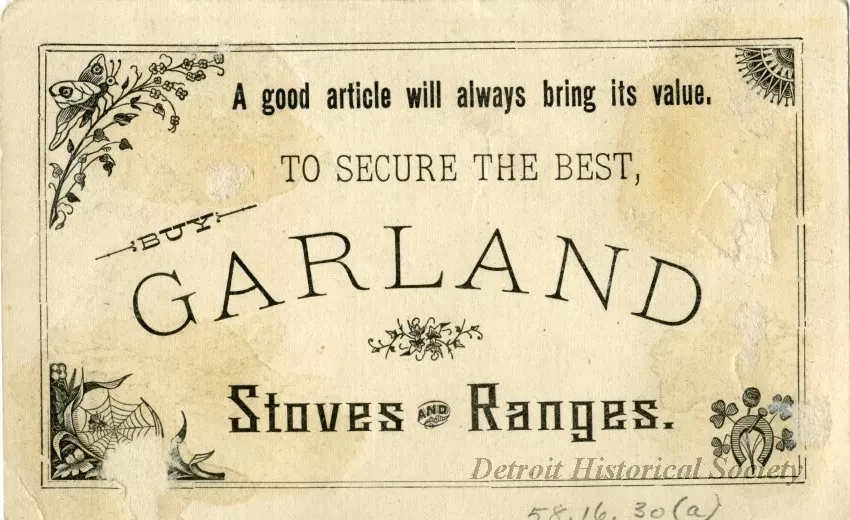 A good article will always bring its value.
TO SECURE THE BEST,
BUY
GARLAND
Stoves AND Ranges.
Detroit Historical Society
58.16.30(a)